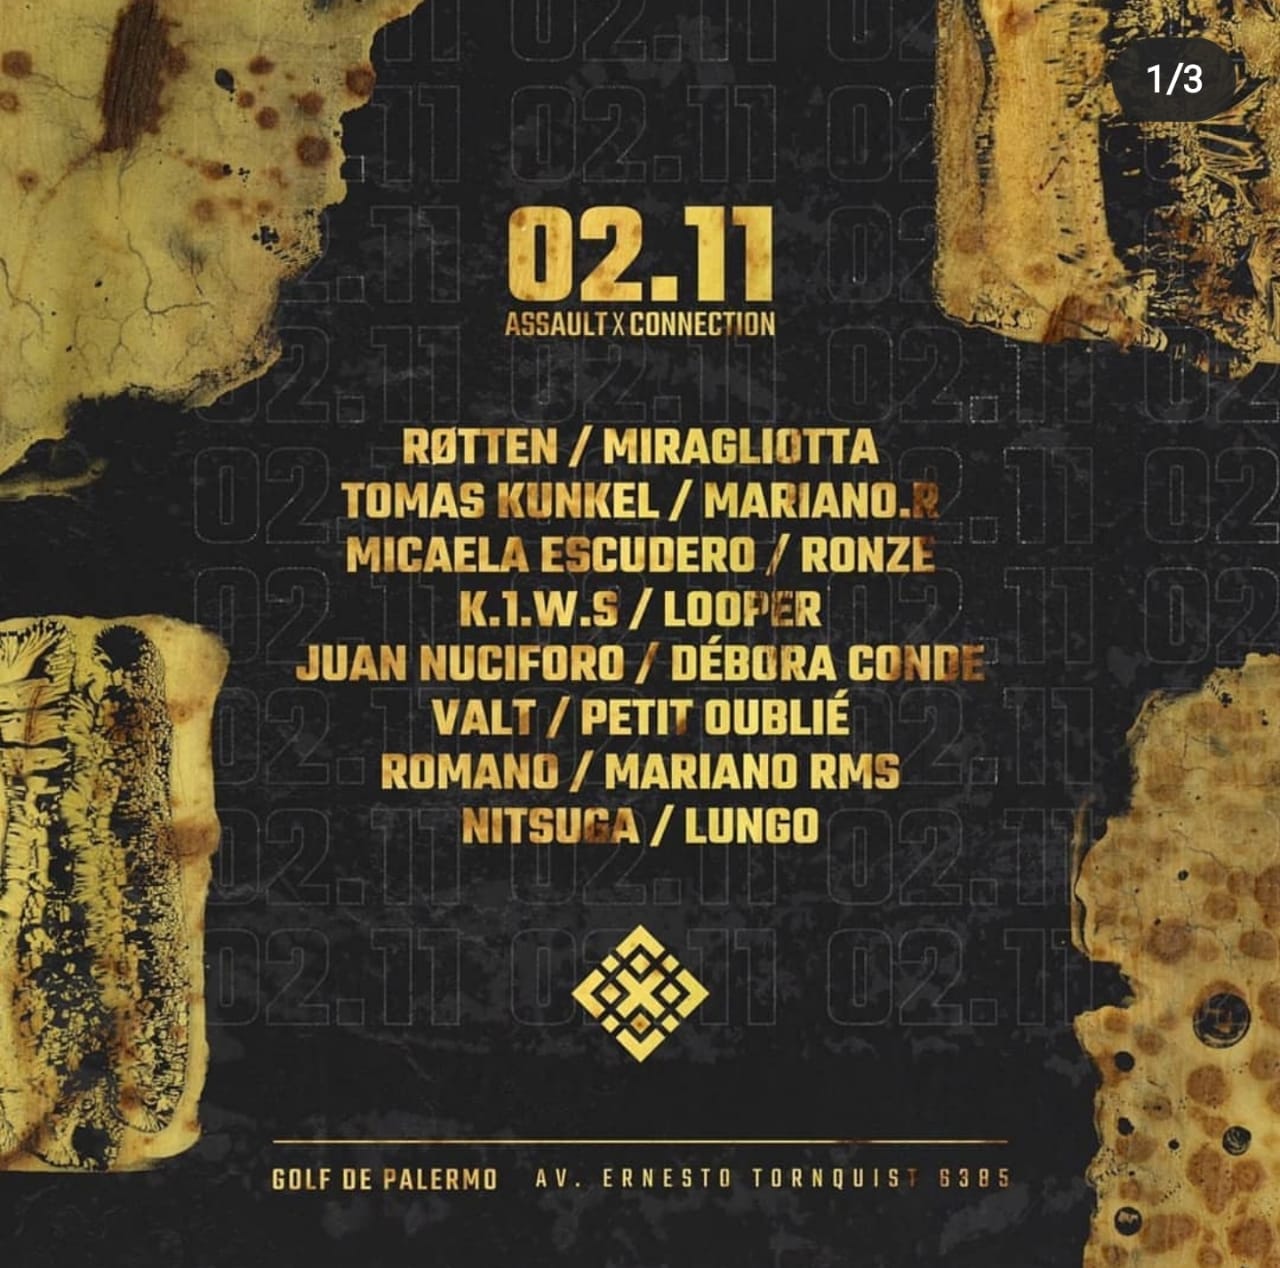 1/3
02.11
ASSAULT X CONNECTION
RØTTEN / MIRAGLIOTTA
TOMAS KUNKEL / MARIANO.R
MICAELA ESCUDERO / RONZE
K.1.W.S / LOOPER
JUAN NUCIFORO / DÉBORA CONDE
VALT / PETIT OUBLIÉ
ROMANO / MARIANO RMS
NITSUGA / LUNGO
GOLF DE PALERMO AV. ERNESTO TORNQUIST 6385